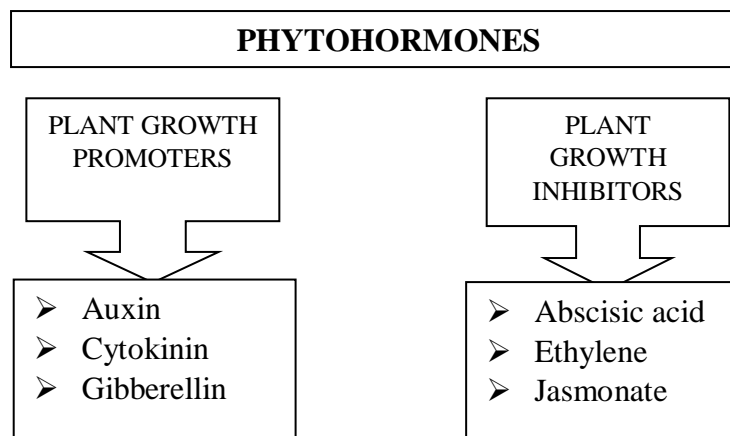 PHYTOHORMONES
PLANT GROWTH
PROMOTERS
PLANT
GROWTH
INHIBITORS
➢ Auxin
➢ Cytokinin
➢ Gibberellin
➢ Abscisic acid
➢ Ethylene
➢ Jasmonate